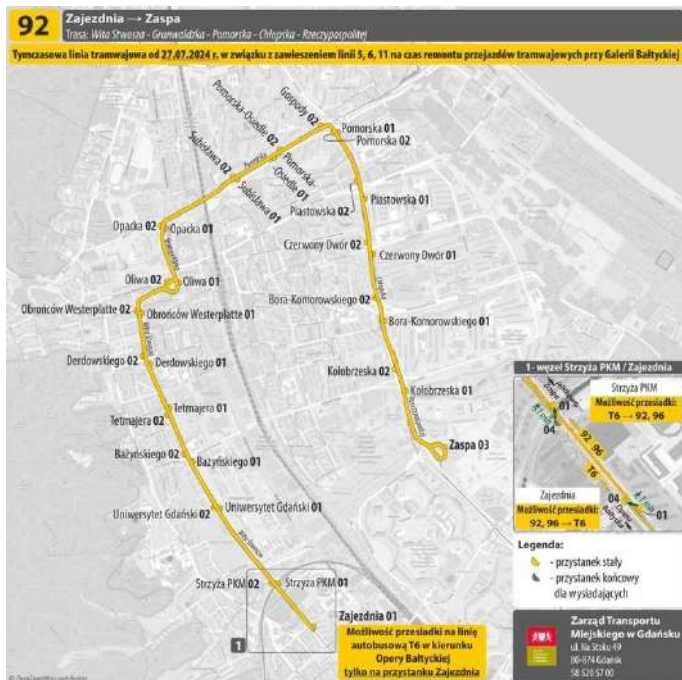 92
Zajezdnia → Zaspa
Trasa: Wita Stwosza - Grunwaldzka - Pomorska - Chłopska - Rzeczypospolitej
Tymczasowa linia tramwajowa od 27.07.2024 r. w związku z zawieszeniem linii 5, 6, 11 na czas remontu przejazdów tramwajowych przy Galerii Bałtyckiej
Gospody 02
Pomorska 01
Pomorska 02
Pomorska-Osiedle 02
Pomorska
-Osiedle 01
Pomorska
Subisława 02
Subisława 01
Piastowska 01
Piastowska 02
Opacka 02
Opacka 01
Czerwony Dwór 02
Czerwony Dwór 01
Oliwa 02
Oliwa 01
Bora-Komorowskiego 02
Bora-Komorowskiego 01
Obrońców Westerplatte 02
Obrońców Westerplatte 01
Derdowskiego 02
Derdowskiego 01
Kołobrzeska 02
Kołobrzeska 01
Tetmajera 01
Tetmajera 02
Zaspa 03
Bażyńskiego 02
Bażyńskiego 01
Uniwersytet Gdański 02
Uniwersytet Gdański 01
Strzyża PKM 02
Strzyża PKM 01
Zajezdnia 01
1
Możliwość przesiadki na linię
autobusową T6 w kierunku
Opery Bałtyckiej
tylko na przystanku Zajezdnia
1- węzeł Strzyża PKM / Zajezdnia
Strzyża PKM
Możliwość przesiadki:
T6 → 92, 96
01
04
92, 96
T6
04
01
Zajezdnia
Możliwość przesiadki:
92, 96 → T6
Legenda:
- przystanek stały
- przystanek końcowy
dla wysiadających
Zarząd Transportu
Miejskiego w Gdańsku
ul. Na Stoku 49
80-874 Gdańsk
58 520 57 00